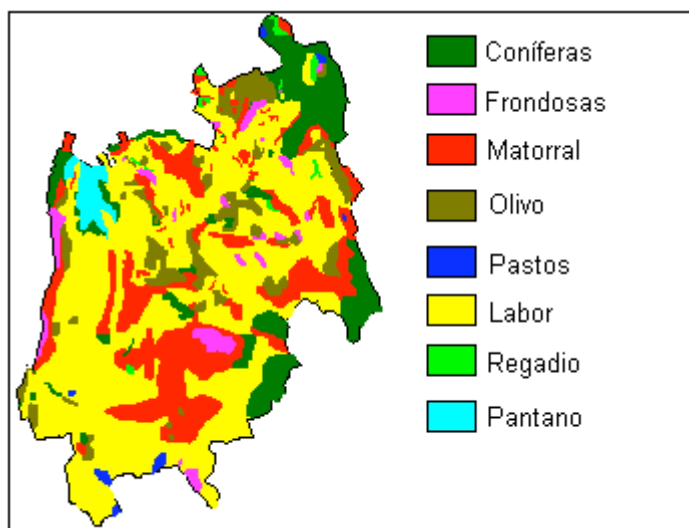 Coníferas
Frondosas
Matorral
Olivo
Pastos
Labor
Regadio
Pantano